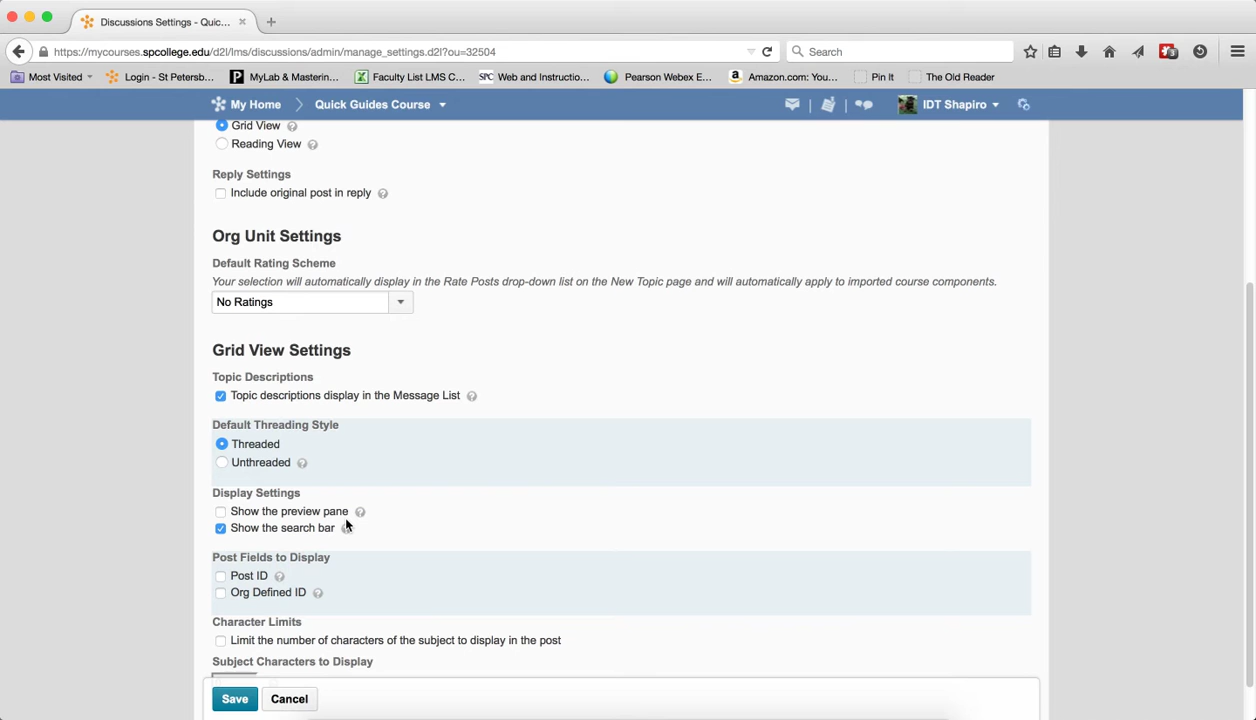 Discussions Settings - Quic...
https://mycourses.spcollege.edu/d2l/lms/discussions/admin/manage_settings.d2l?ou=32504
Search
Most Visited
Login - St Petersb...
MyLab & Mastering...
Faculty List LMS C...
SPC
Web and Instructio...
Pearson Webex E...
Amazon.com: You...
Pin It
The Old Reader
My Home
Quick Guides Course
IDT Shapiro
Grid View
Reading View
Reply Settings
Include original post in reply
Org Unit Settings
Default Rating Scheme
Your selection will automatically display in the Rate Posts drop-down list on the New Topic page and will automatically apply to imported course components.
No Ratings
Grid View Settings
Topic Descriptions
Topic descriptions display in the Message List
Default Threading Style
Threaded
Unthreaded
Display Settings
Show the preview pane
Show the search bar
Post Fields to Display
Post ID
Org Defined ID
Character Limits
Limit the number of characters of the subject to display in the post
Subject Characters to Display
Save
Cancel